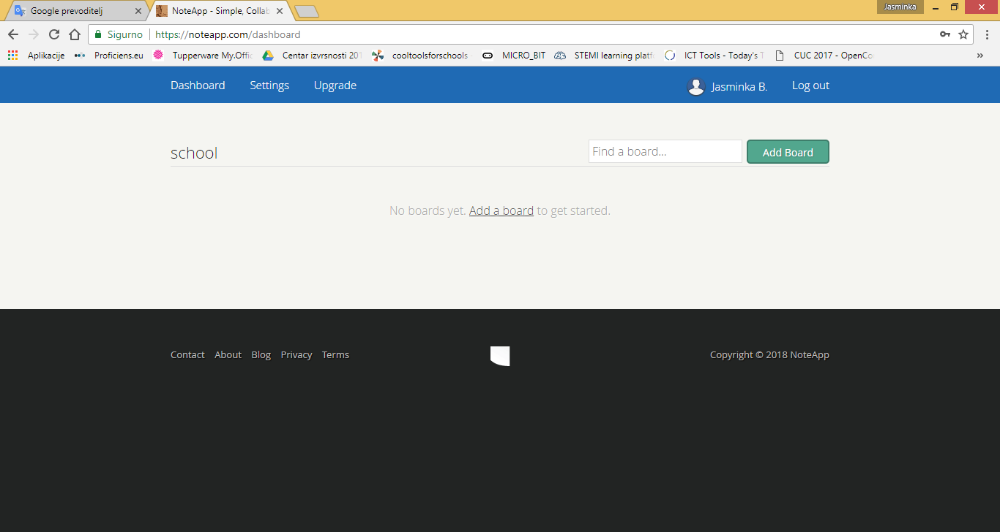 Google prevoditelj
NoteApp - Simple, Collab
Jasminka
Sigurno
https://noteapp.com/dashboard
Aplikacije Proficiens.eu Tupperware My.Offic Centar izvrsnosti 201 cooltoolsforschools MICRO_BIT STEMI learning platf ICT Tools - Today's T CUC 2017 - OpenCo
Dashboard Settings Upgrade Jasminka B. Log out
school Find a board... Add Board
No boards yet. Add a board to get started.
Contact About Blog Privacy Terms Copyright © 2018 NoteApp